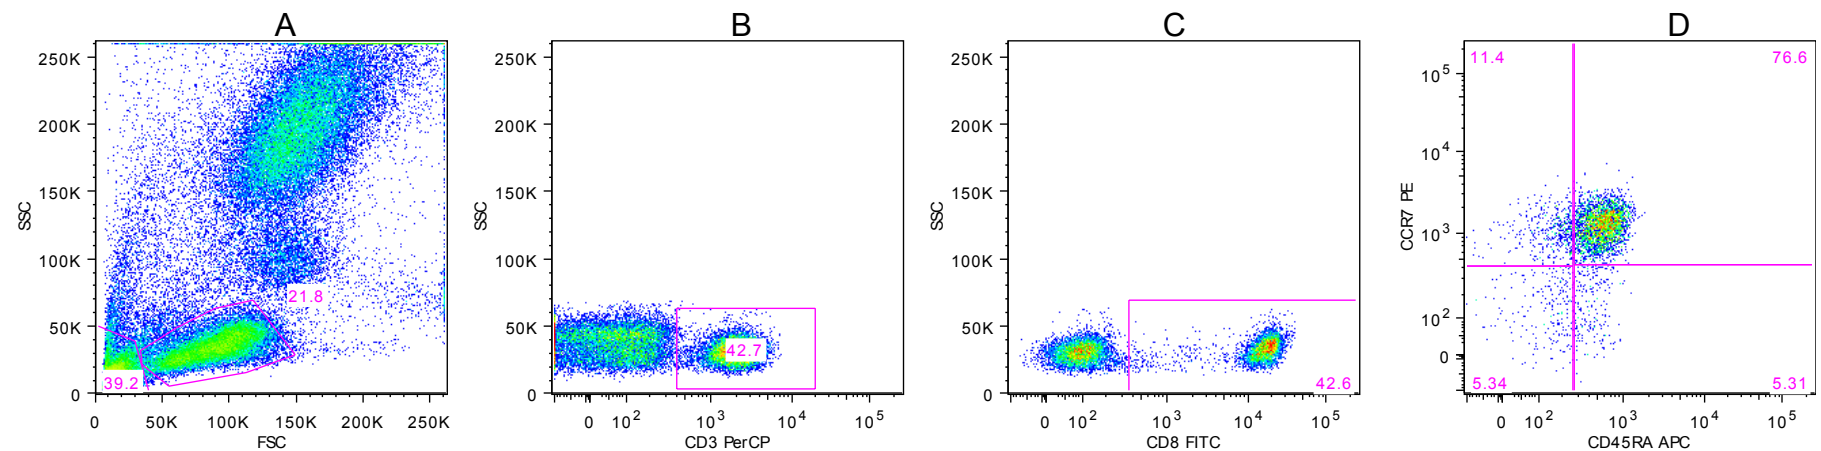 A
250K
200K
150K
100K
50K
0
SSC
21.8
39.2
0 50K 100K 150K 200K 250K
FSC
B
250K
200K
150K
100K
50K
0
SSC
42.7
0 10^2 10^3 10^4 10^5
CD3 PerCP
C
250K
200K
150K
100K
50K
0
SSC
42.6
0 10^2 10^3 10^4 10^5
CD8 FITC
D
11.4 76.6
10^5
10^4
10^3
10^2
0
CCR7 PE
5.34 5.31
0 10^2 10^3 10^4 10^5
CD45RA APC